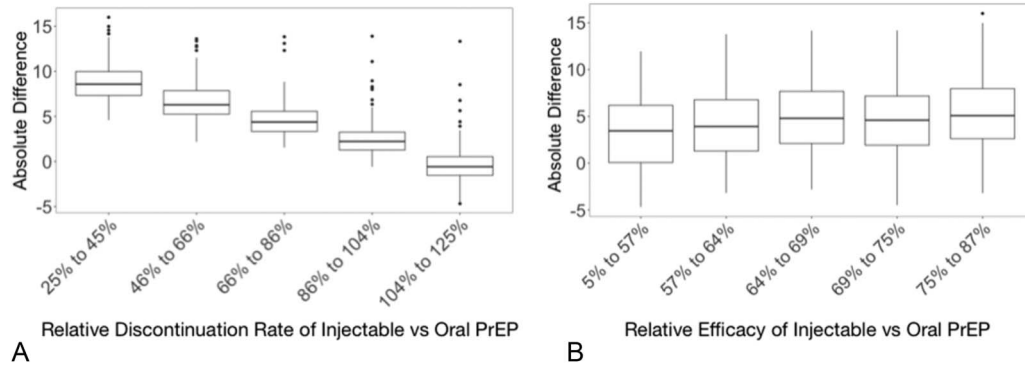 Absolute Difference
15
10
5
0
-5
25% to 45%
46% to 66%
66% to 86%
86% to 104%
104% to 125%
Relative Discontinuation Rate of Injectable vs Oral PrEP
A
Absolute Difference
15
10
5
0
-5
5% to 57%
57% to 64%
64% to 69%
69% to 75%
75% to 87%
Relative Efficacy of Injectable vs Oral PrEP
B